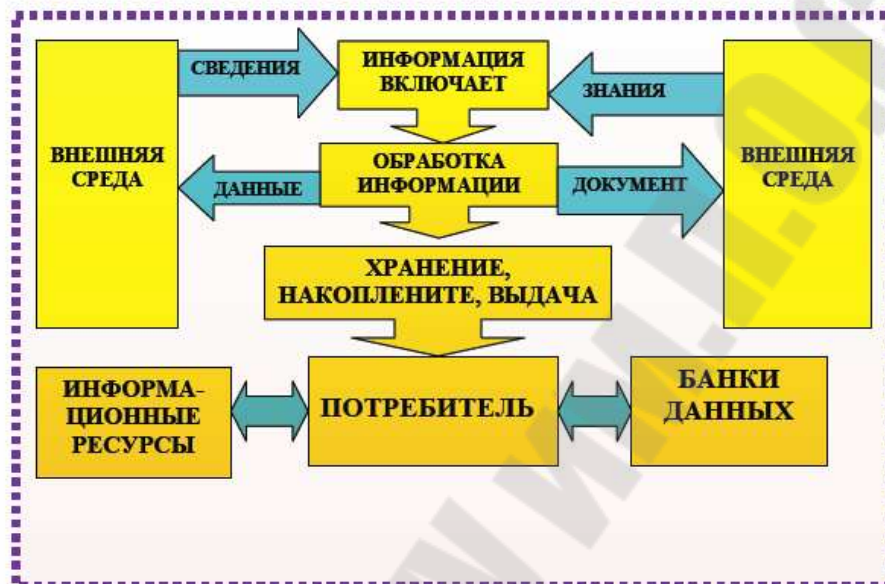 СВЕДЕНИЯ
ИНФОРМАЦИЯ
ВКЛЮЧАЕТ
ЗНАНИЯ
ВНЕШНЯЯ
СРЕДА
ОБРАБОТКА
ИНФОРМАЦИИ
ВНЕШНЯЯ
СРЕДА
ДАННЫЕ
ДОКУМЕНТ
ХРАНЕНИЕ,
НАКОПЛЕНИТЕ, ВЫДАЧА
ИНФОРМА-
ЦИОННЫЕ
РЕСУРСЫ
ПОТРЕБИТЕЛЬ
БАНКИ
ДАННЫХ